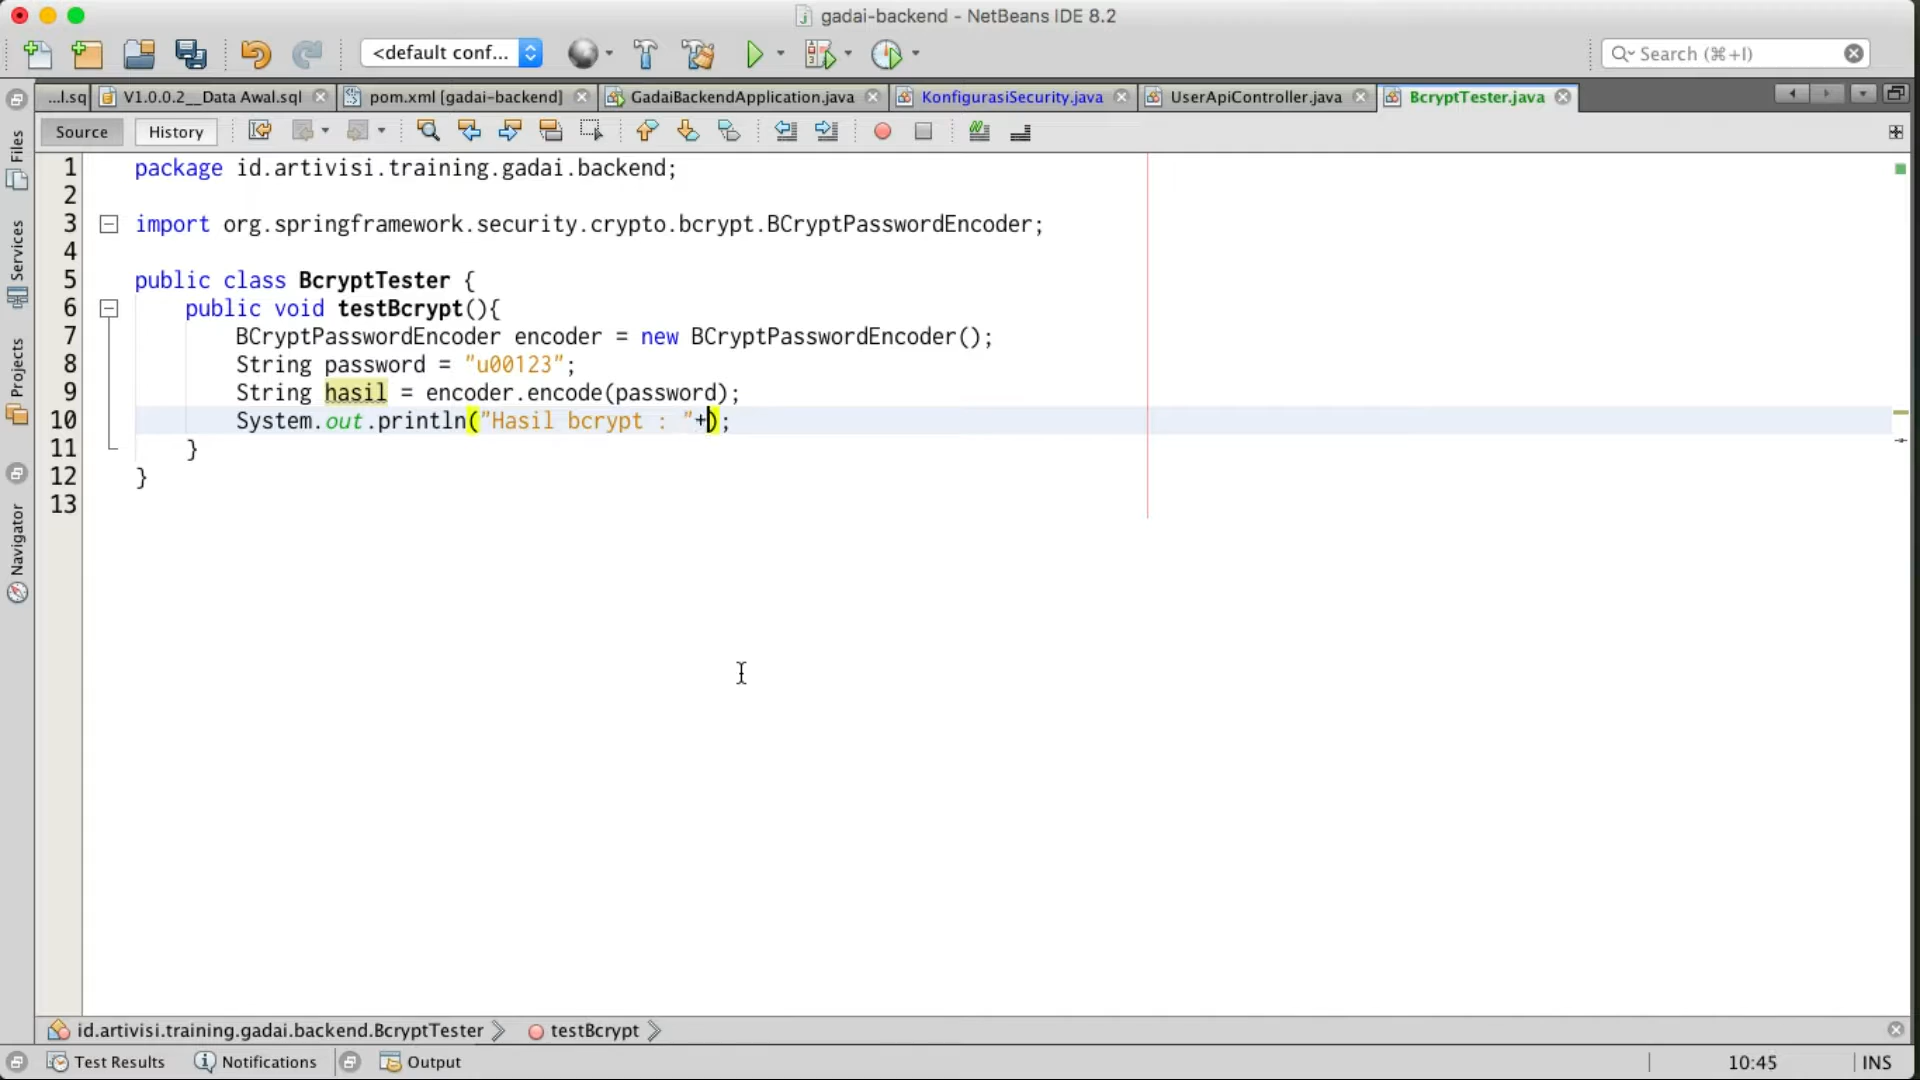 gadai-backend - NetBeans IDE 8.2
<default conf...
Search (⌘+I)
...l.sq
V1.0.0.2__Data Awal.sql
pom.xml [gadai-backend]
GadaiBackendApplication.java
KonfigurasiSecurity.java
UserApiController.java
BcryptTester.java
Source
History
Files
Services
Projects
Navigator
1 package id.artivisi.training.gadai.backend;
2
3 import org.springframework.security.crypto.bcrypt.BCryptPasswordEncoder;
4
5 public class BcryptTester {
6 public void testBcrypt(){
7 BCryptPasswordEncoder encoder = new BCryptPasswordEncoder();
8 String password = "u00123";
9 String hasil = encoder.encode(password);
10 System.out.println("Hasil bcrypt : "+);
11 }
12 }
13
id.artivisi.training.gadai.backend.BcryptTester
testBcrypt
Test Results
Notifications
Output
10:45
INS